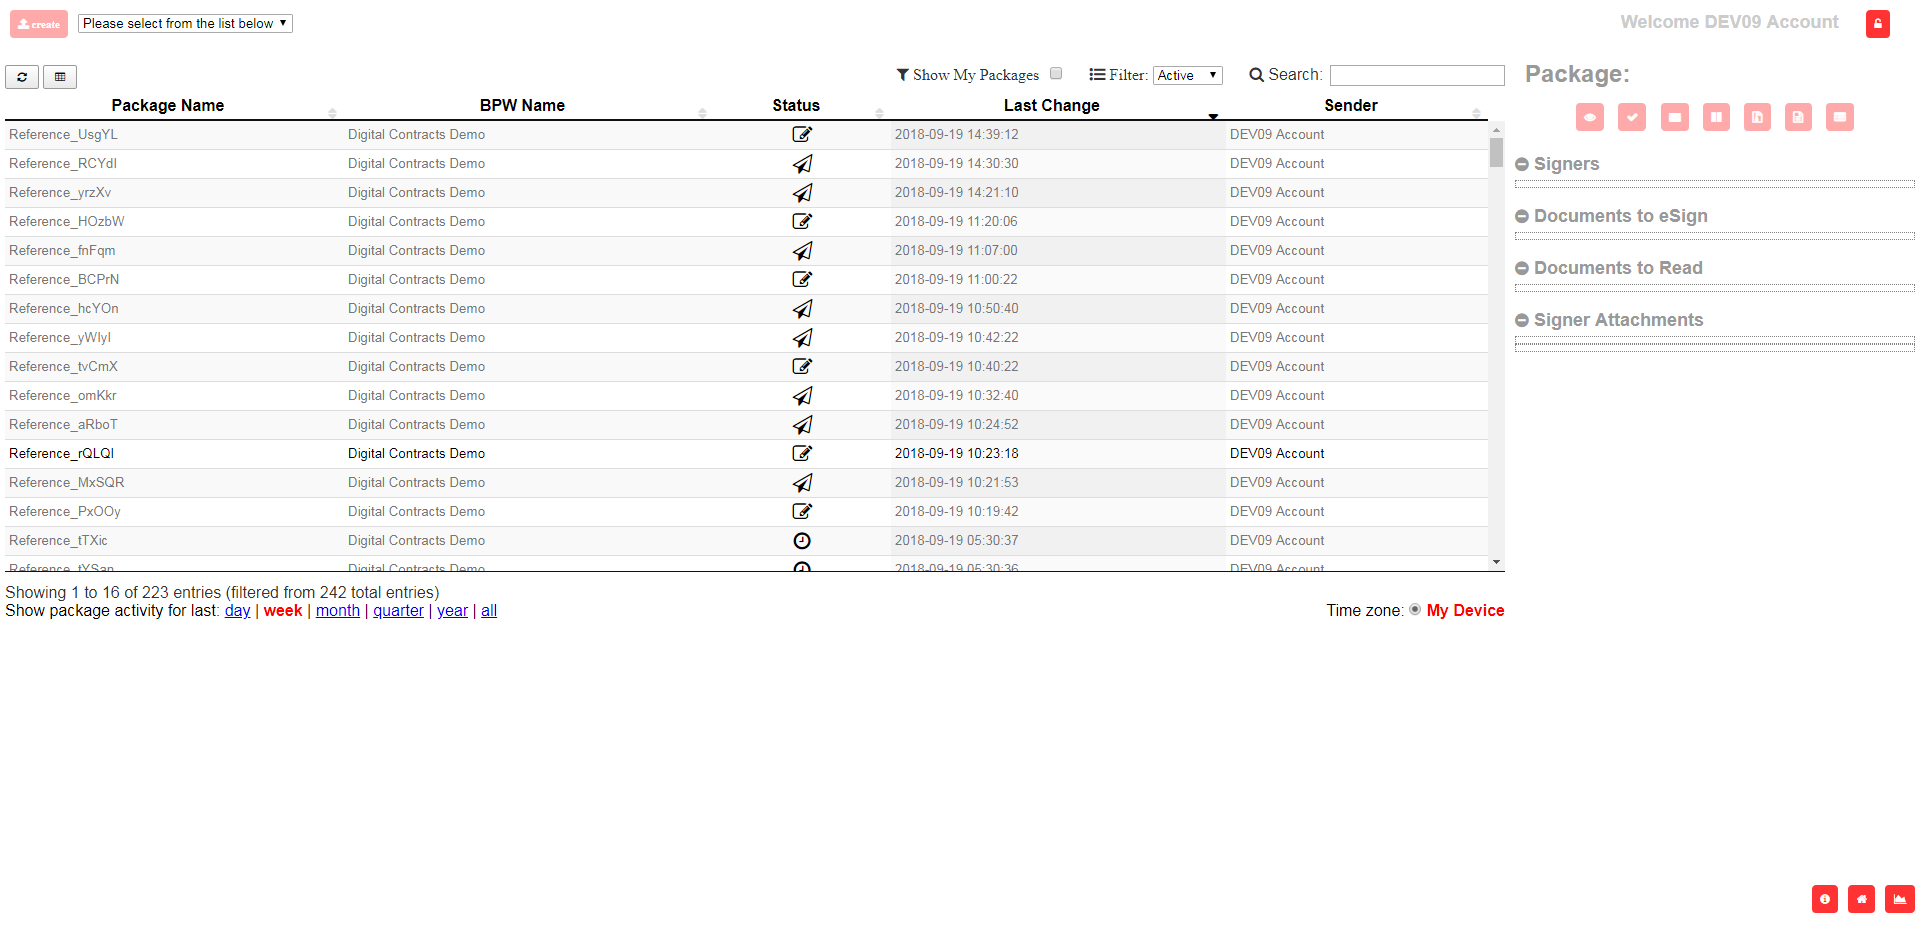 create Please select from the list below Welcome DEV09 Account
Show My Packages Filter: Active Search:
Package:
Package Name BPW Name Status Last Change Sender
Reference_UsgYL Digital Contracts Demo 2018-09-19 14:39:12 DEV09 Account
Reference_RCYdI Digital Contracts Demo 2018-09-19 14:30:30 DEV09 Account
Reference_yrzXv Digital Contracts Demo 2018-09-19 14:21:10 DEV09 Account
Reference_HOzbW Digital Contracts Demo 2018-09-19 11:20:06 DEV09 Account
Reference_fnFqm Digital Contracts Demo 2018-09-19 11:07:00 DEV09 Account
Reference_BCPrN Digital Contracts Demo 2018-09-19 11:00:22 DEV09 Account
Reference_hcYOn Digital Contracts Demo 2018-09-19 10:50:40 DEV09 Account
Reference_yWIyI Digital Contracts Demo 2018-09-19 10:42:22 DEV09 Account
Reference_tvCmX Digital Contracts Demo 2018-09-19 10:40:22 DEV09 Account
Reference_omKkr Digital Contracts Demo 2018-09-19 10:32:40 DEV09 Account
Reference_aRboT Digital Contracts Demo 2018-09-19 10:24:52 DEV09 Account
Reference_rQLQI Digital Contracts Demo 2018-09-19 10:23:18 DEV09 Account
Reference_MxSQR Digital Contracts Demo 2018-09-19 10:21:53 DEV09 Account
Reference_PxOOy Digital Contracts Demo 2018-09-19 10:19:42 DEV09 Account
Reference_tTXic Digital Contracts Demo 2018-09-19 05:30:37 DEV09 Account
Reference_tYSan Digital Contracts Demo 2018-09-19 05:30:36 DEV09 Account
Showing 1 to 16 of 223 entries (filtered from 242 total entries)
Show package activity for last: day | week | month | quarter | year | all
Time zone: My Device
Signers
Documents to eSign
Documents to Read
Signer Attachments